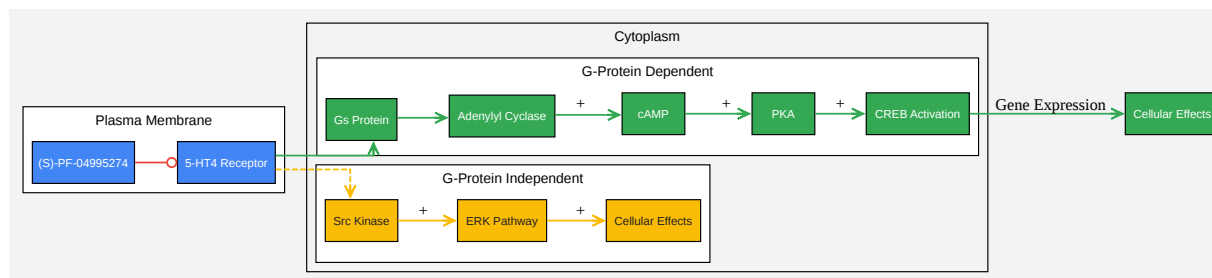 Cytoplasm
G-Protein Dependent
Plasma Membrane
(S)-PF-04995274
5-HT4 Receptor
Gs Protein
Adenylyl Cyclase
+
cAMP
+
PKA
+
CREB Activation
Gene Expression
Cellular Effects
G-Protein Independent
Src Kinase
+
ERK Pathway
+
Cellular Effects